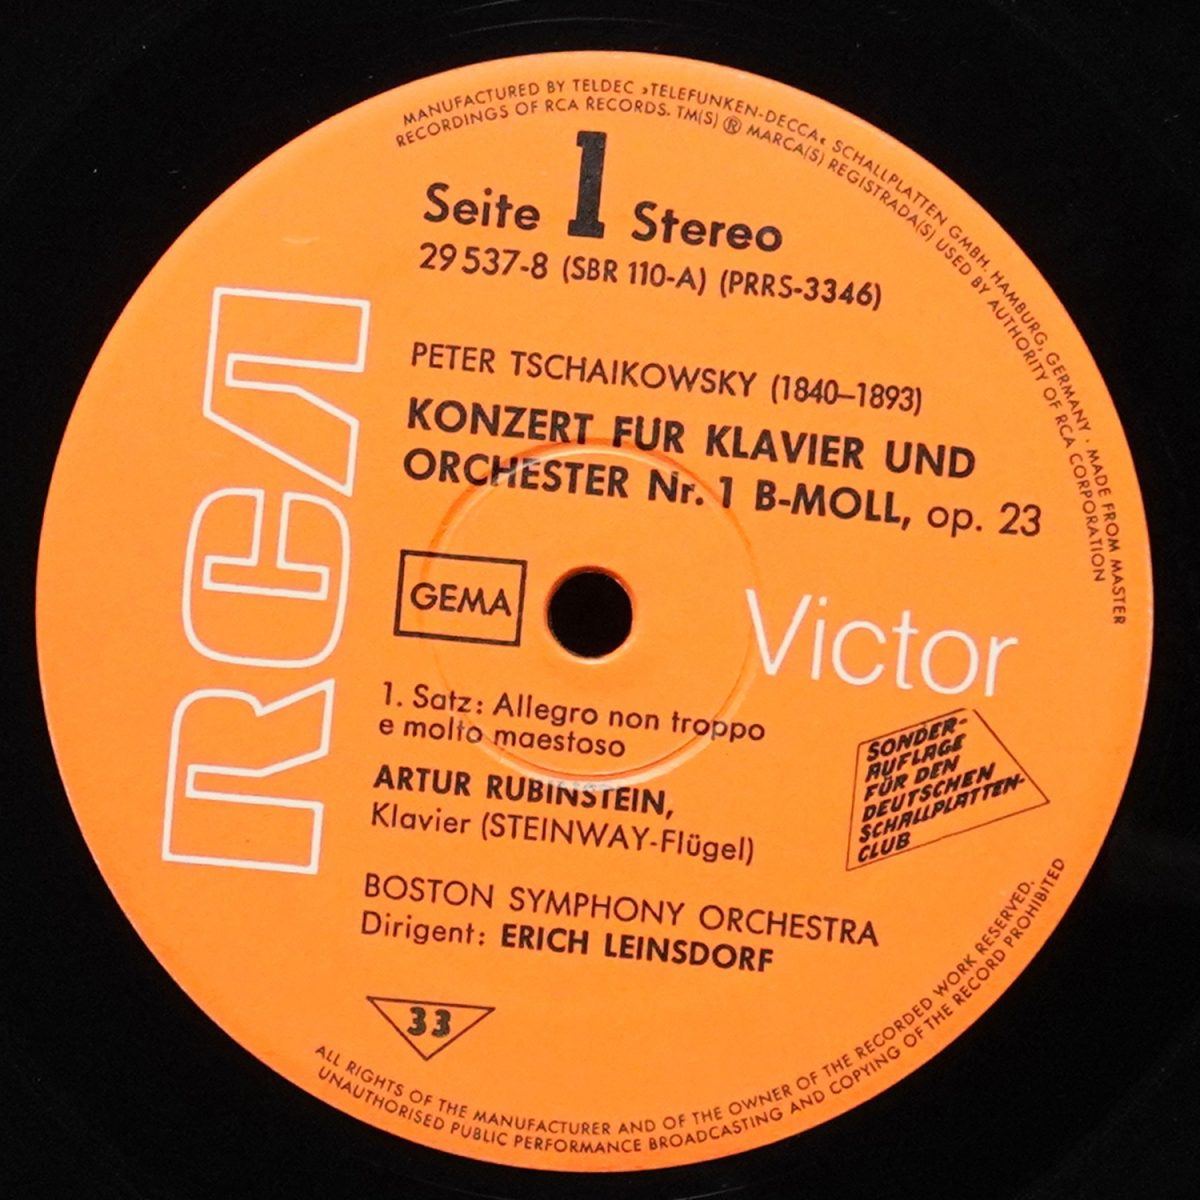 MANUFACTURED BY TELDEC »TELEFUNKEN-DECCA« SCHALLPLATTEN GMBH. HAMBURG, GERMANY · MADE FROM MASTER
RECORDINGS OF RCA RECORDS. TM(S) ® MARCA(S) REGISTRADA(S) USED BY AUTHORITY OF RCA CORPORATION
Seite 1 Stereo
29 537-8 (SBR 110-A) (PRRS-3346)
RCA
PETER TSCHAIKOWSKY (1840–1893)
KONZERT FUR KLAVIER UND
ORCHESTER Nr. 1 B-MOLL, op. 23
GEMA
Victor
1. Satz: Allegro non troppo
e molto maestoso
SONDER-
AUFLAGE
FÜR DEN
DEUTSCHEN
SCHALLPLATTEN-
CLUB
ARTUR RUBINSTEIN,
Klavier (STEINWAY-Flügel)
BOSTON SYMPHONY ORCHESTRA
Dirigent: ERICH LEINSDORF
33
ALL RIGHTS OF THE MANUFACTURER AND OF THE OWNER OF THE RECORDED WORK RESERVED.
UNAUTHORISED PUBLIC PERFORMANCE BROADCASTING AND COPYING OF THE RECORD PROHIBITED